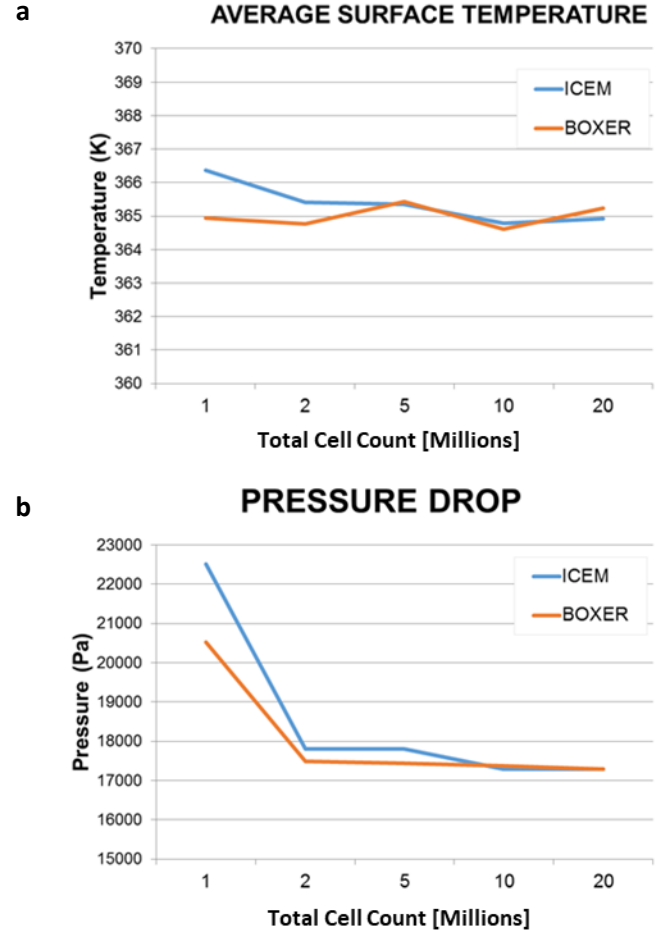 a
AVERAGE SURFACE TEMPERATURE
370
369
368
367
366
365
364
363
362
361
360
Temperature (K)
ICEM
BOXER
1 2 5 10 20
Total Cell Count [Millions]
b
PRESSURE DROP
23000
22000
21000
20000
19000
18000
17000
16000
15000
Pressure (Pa)
ICEM
BOXER
1 2 5 10 20
Total Cell Count [Millions]